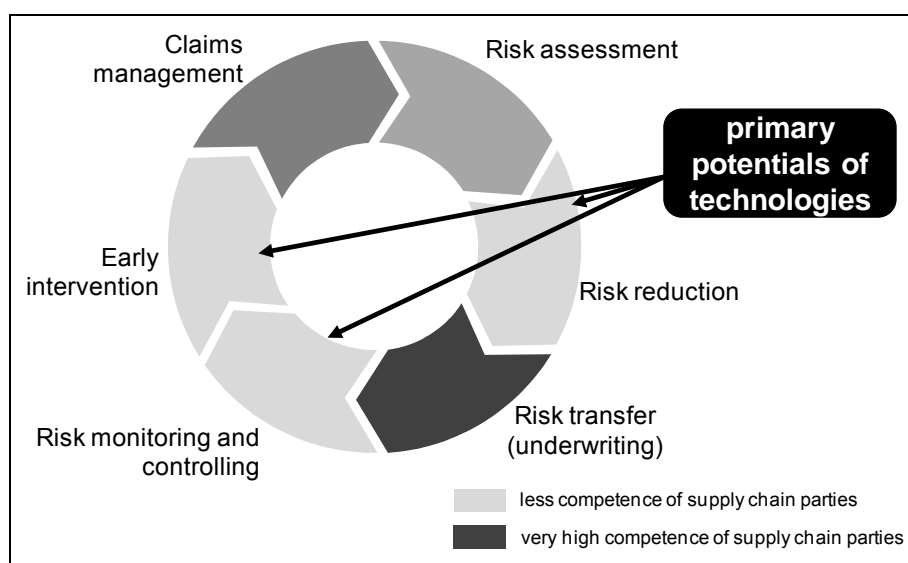 Claims
management
Risk assessment
primary
potentials of
technologies
Early
intervention
Risk reduction
Risk monitoring and
controlling
Risk transfer
(underwriting)
less competence of supply chain parties
very high competence of supply chain parties